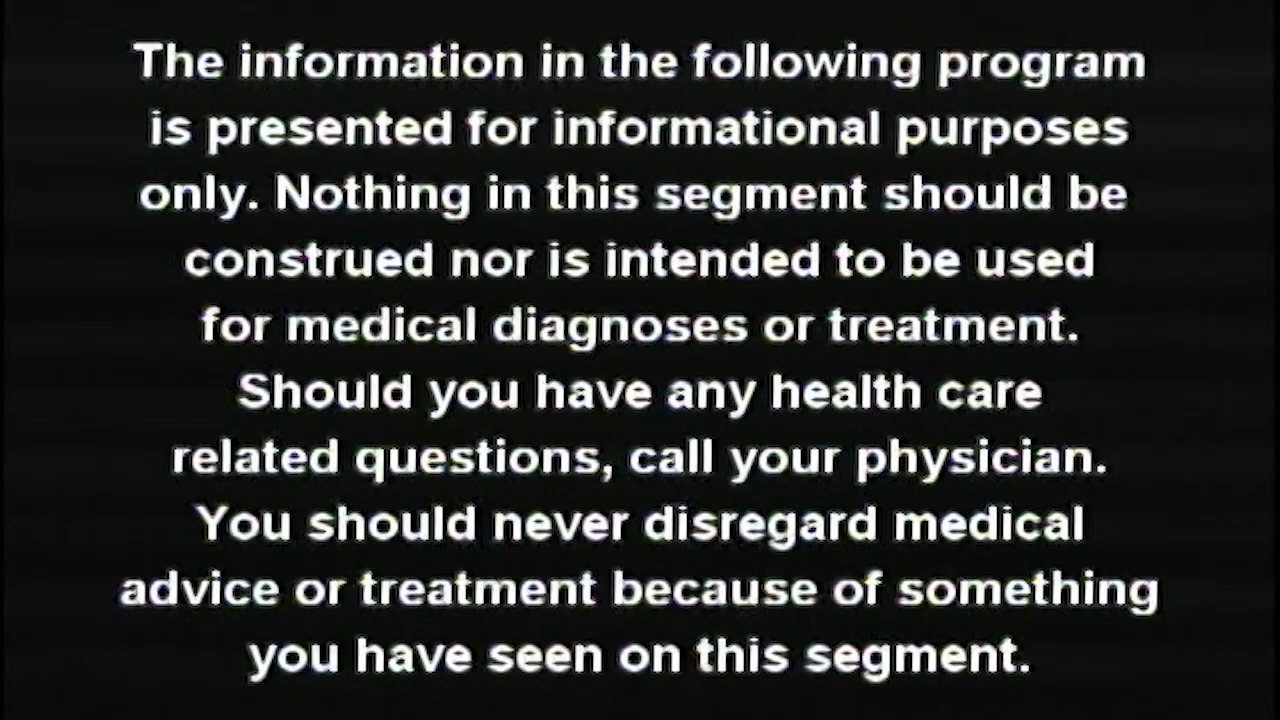 The information in the following program
is presented for informational purposes
only. Nothing in this segment should be
construed nor is intended to be used
for medical diagnoses or treatment.
Should you have any health care
related questions, call your physician.
You should never disregard medical
advice or treatment because of something
you have seen on this segment.